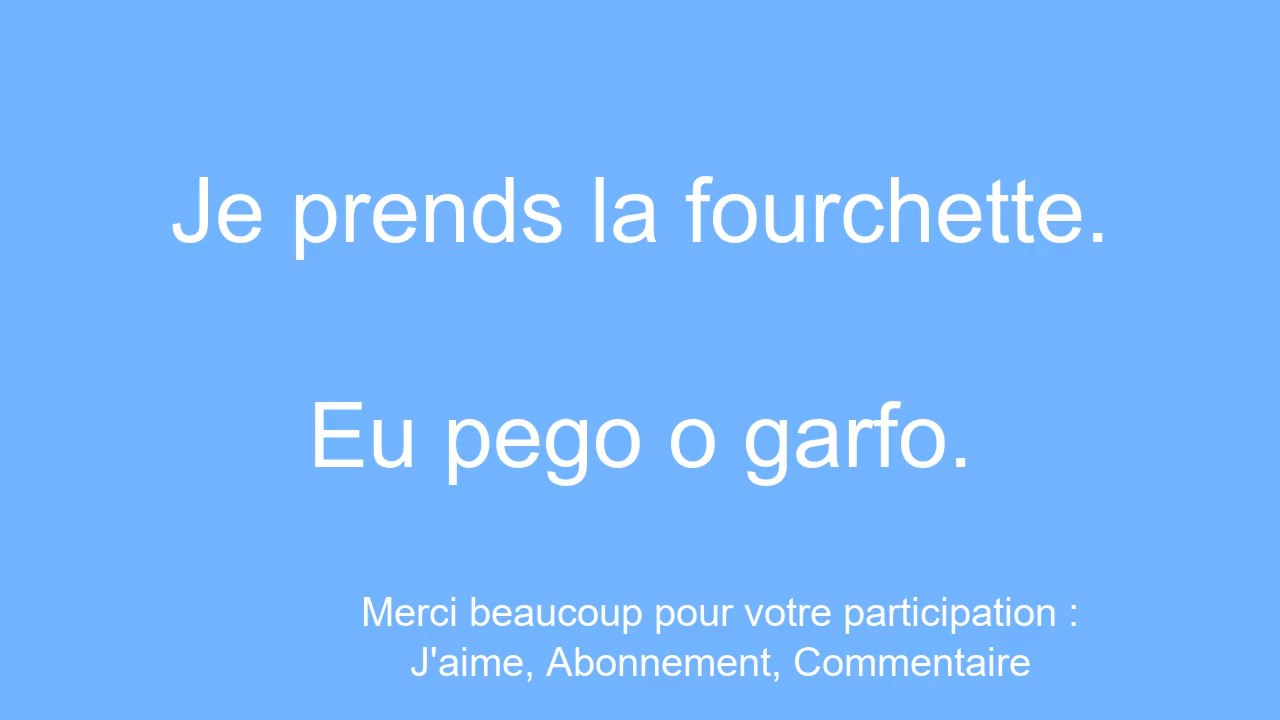 Je prends la fourchette.
Eu pego o garfo.
Merci beaucoup pour votre participation :
J'aime, Abonnement, Commentaire